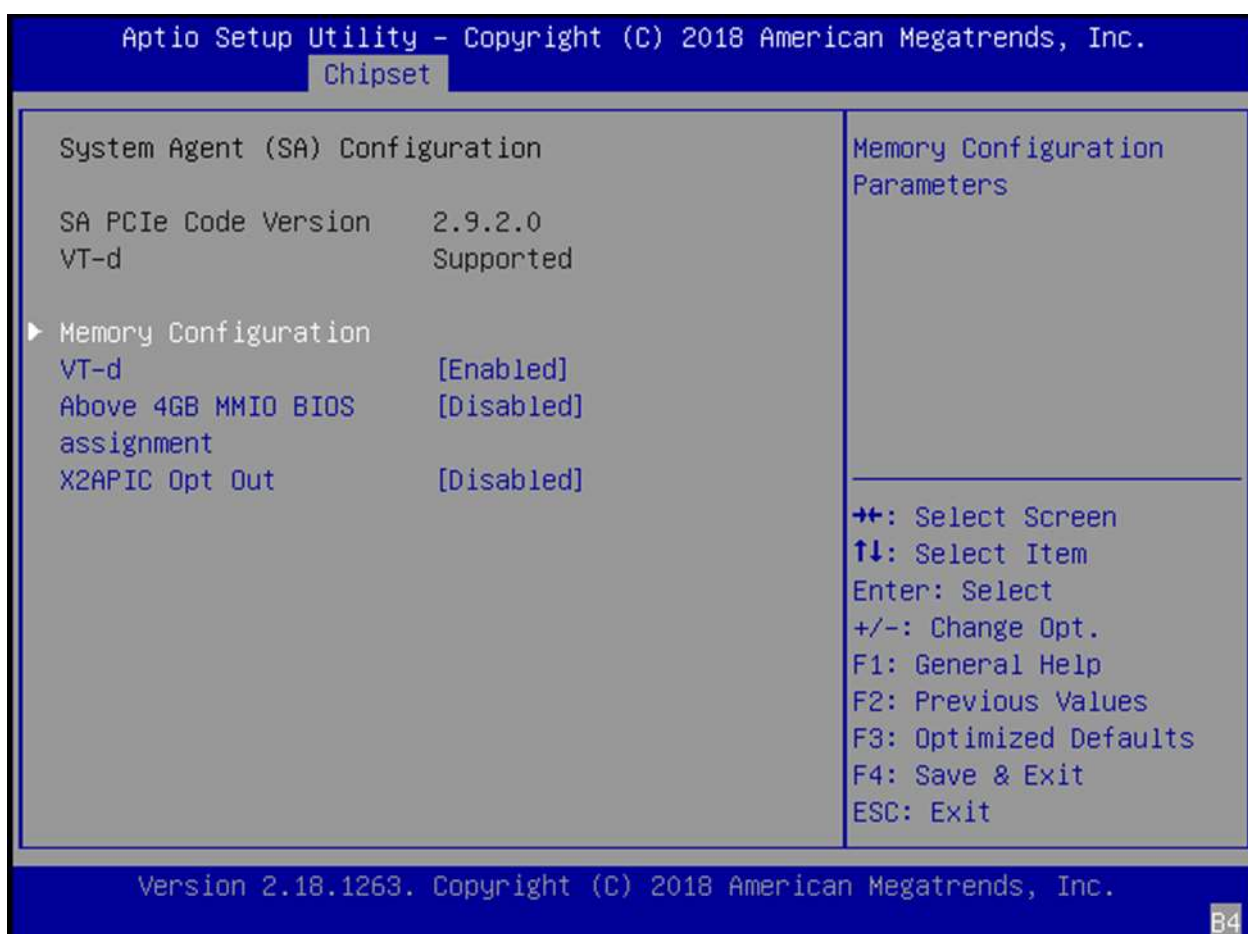 Aptio Setup Utility – Copyright (C) 2018 American Megatrends, Inc.
Chipset
System Agent (SA) Configuration
SA PCIe Code Version 2.9.2.0
VT-d Supported
▶ Memory Configuration
VT-d [Enabled]
Above 4GB MMIO BIOS [Disabled]
assignment
X2APIC Opt Out [Disabled]
Memory Configuration
Parameters
→←: Select Screen
↑↓: Select Item
Enter: Select
+/-: Change Opt.
F1: General Help
F2: Previous Values
F3: Optimized Defaults
F4: Save & Exit
ESC: Exit
Version 2.18.1263. Copyright (C) 2018 American Megatrends, Inc.
B4